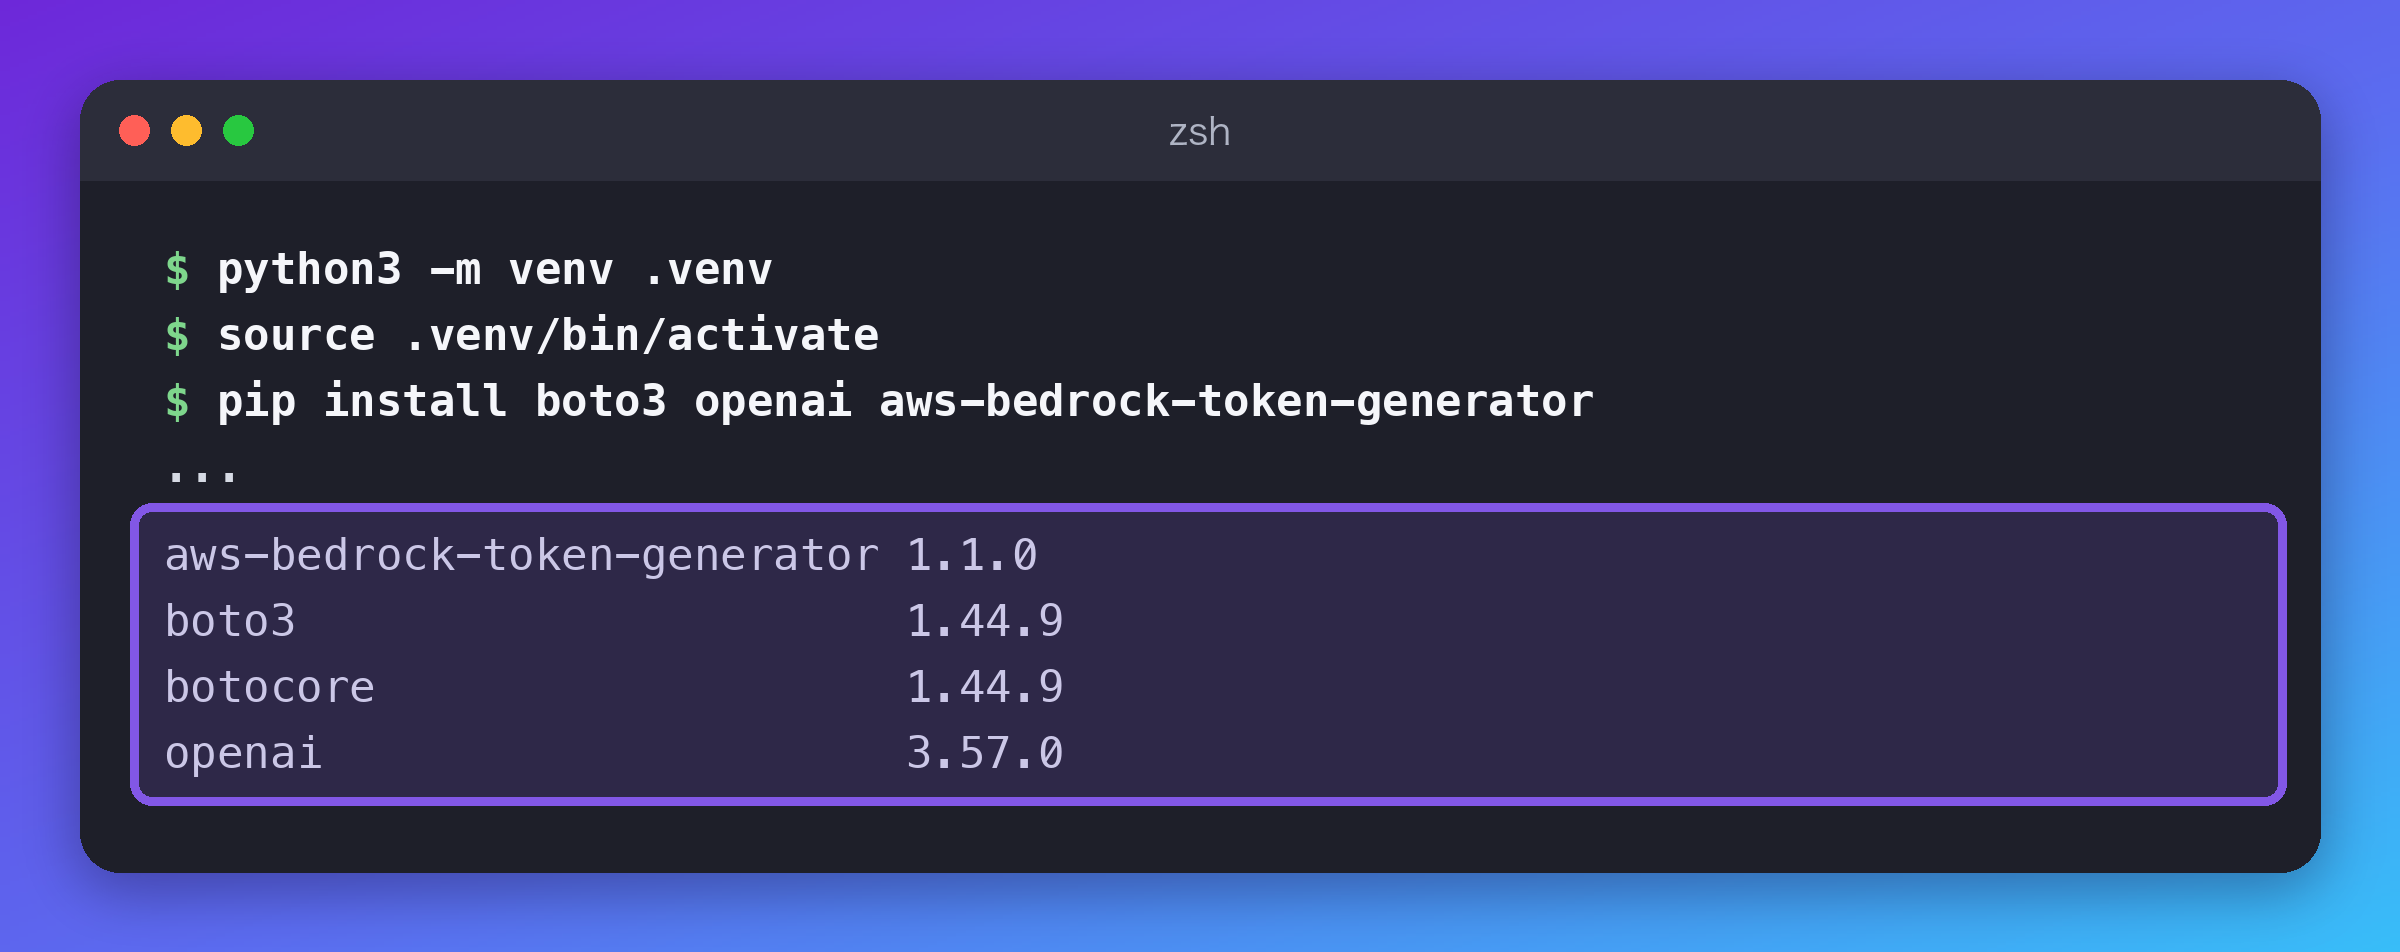 zsh
$ python3 -m venv .venv
$ source .venv/bin/activate
$ pip install boto3 openai aws-bedrock-token-generator
...
aws-bedrock-token-generator 1.1.0
boto3                       1.44.9
botocore                    1.44.9
openai                      3.57.0